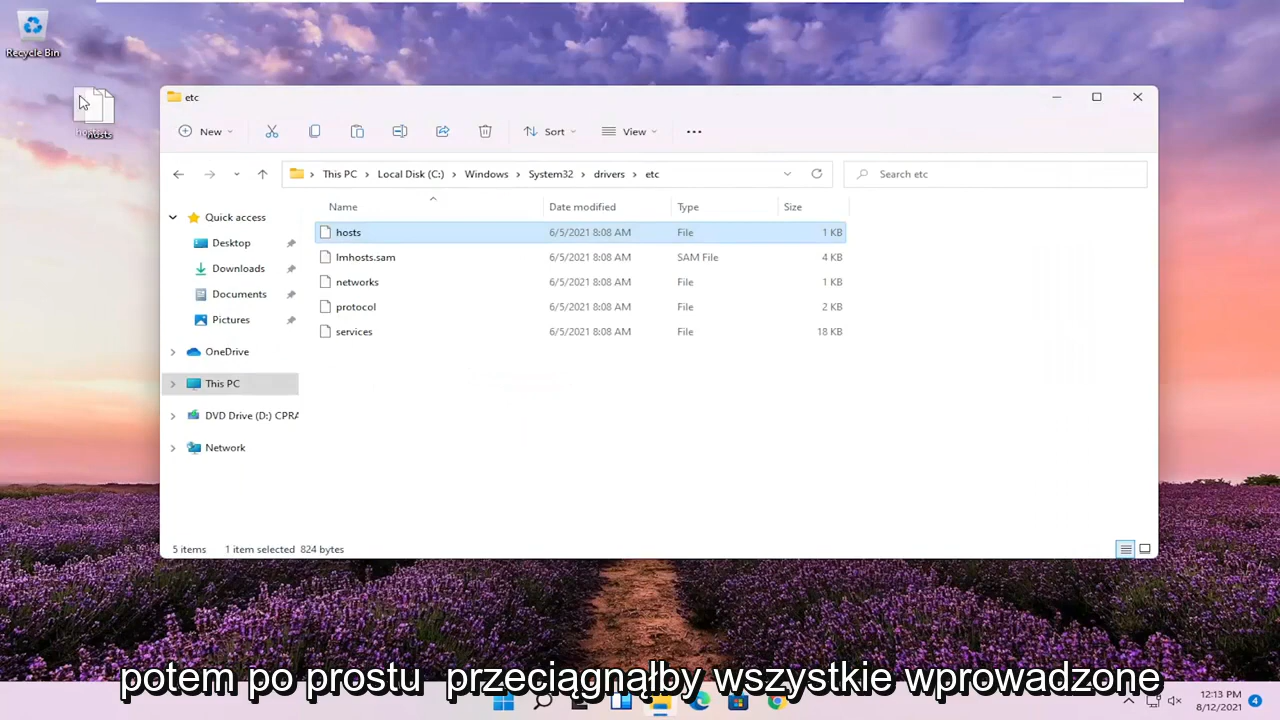 Recycle Bin
hosts
etc
New
Sort
View
This PC
Local Disk (C:)
Windows
System32
drivers
etc
Search etc
Name
Date modified
Type
Size
Quick access
Desktop
Downloads
Documents
Pictures
OneDrive
This PC
DVD Drive (D:) CPRA
Network
hosts 6/5/2021 8:08 AM File 1 KB
lmhosts.sam 6/5/2021 8:08 AM SAM File 4 KB
networks 6/5/2021 8:08 AM File 1 KB
protocol 6/5/2021 8:08 AM File 2 KB
services 6/5/2021 8:08 AM File 18 KB
5 items 1 item selected 824 bytes
potem po prostu przeciągnąłby wszystkie wprowadzone
12:13 PM
8/12/2021
4